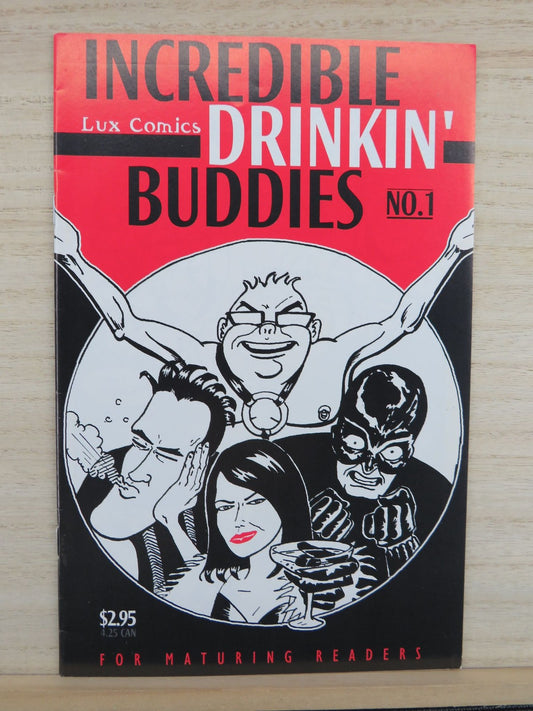 INCREDIBLE
Lux Comics
DRINKIN'
BUDDIES
NO.1
$2.95
4.25 CAN
FOR MATURING READERS